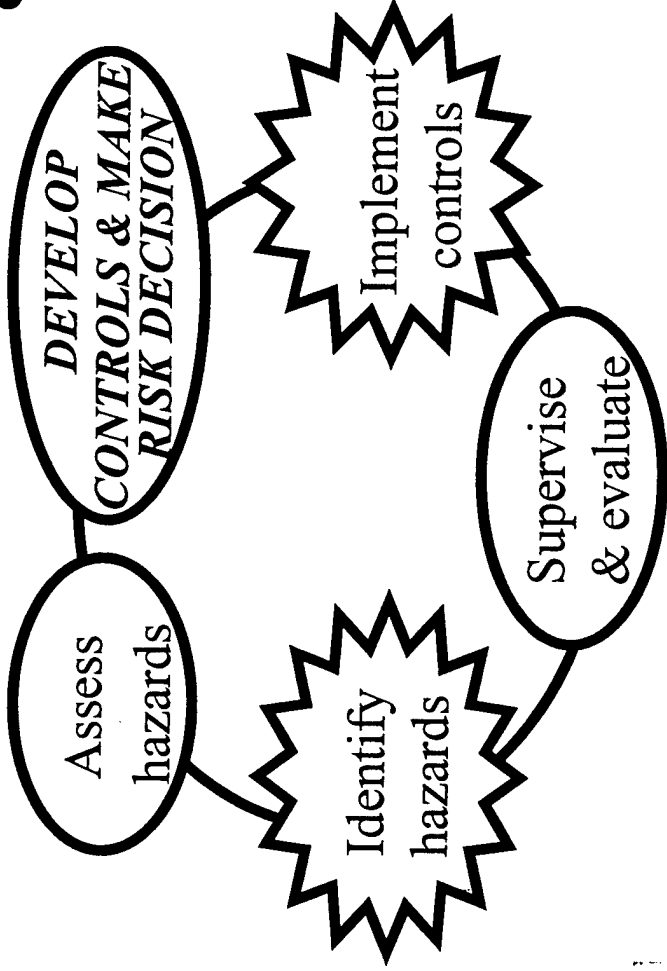 Assess
hazards
DEVELOP
CONTROLS & MAKE
RISK DECISION
Identify
hazards
Implement
controls
Supervise
& evaluate